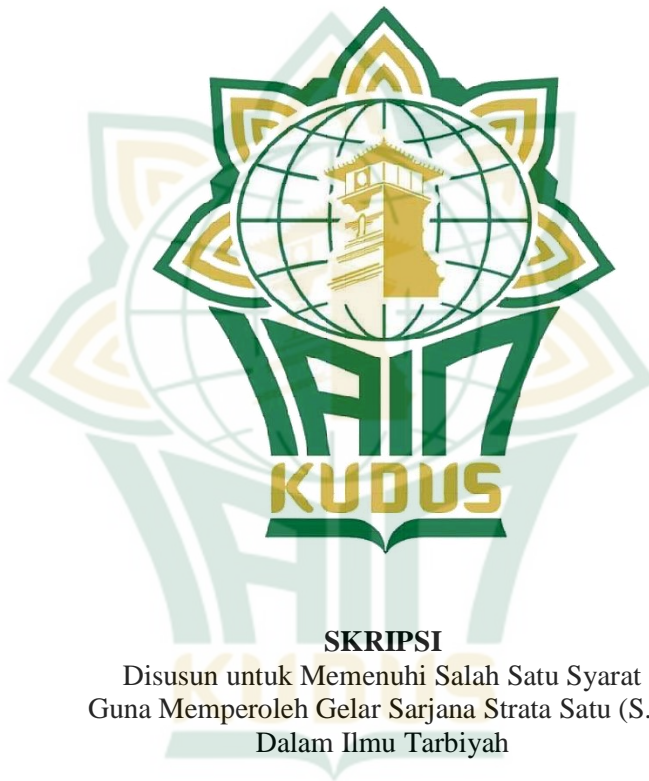 IAIN
KUDUS
SKRIPSI
Disusun untuk Memenuhi Salah Satu Syarat
Guna Memperoleh Gelar Sarjana Strata Satu (S.
Dalam Ilmu Tarbiyah